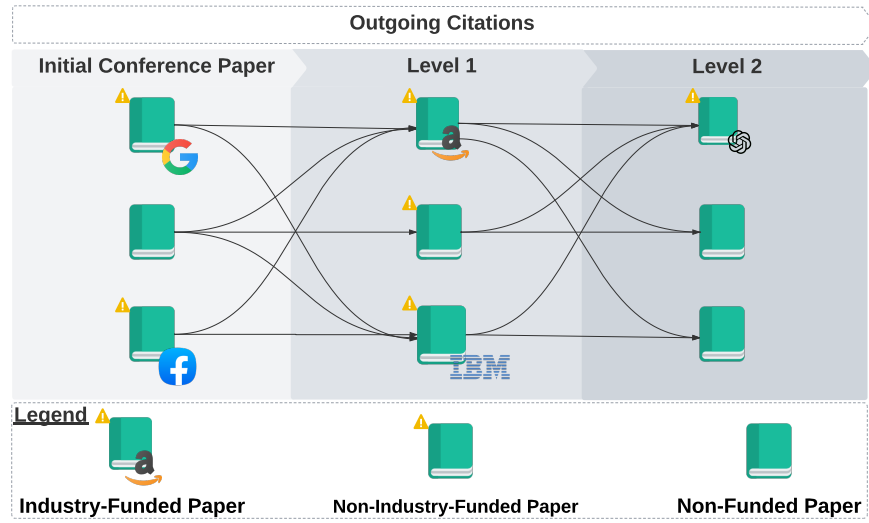 Outgoing Citations
Initial Conference Paper
Level 1
Level 2
IBM
Legend
Industry-Funded Paper
Non-Industry-Funded Paper
Non-Funded Paper